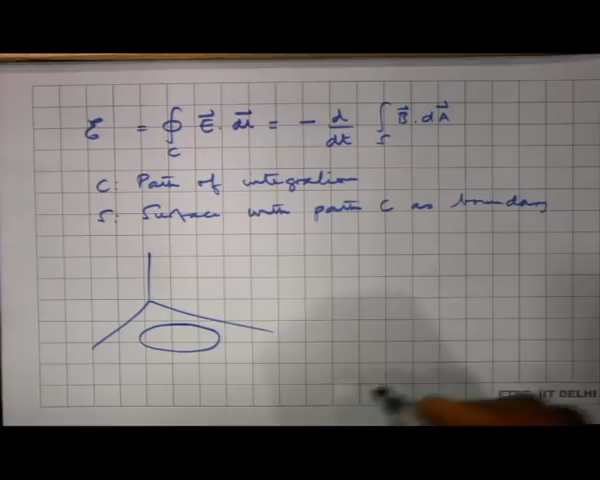 ℰ = ∮_C E⃗ . dl⃗ = - d/dt ∫_S B⃗ . dA⃗
C: Path of integration
S: Surface with path C as boundary
IIT DELHI